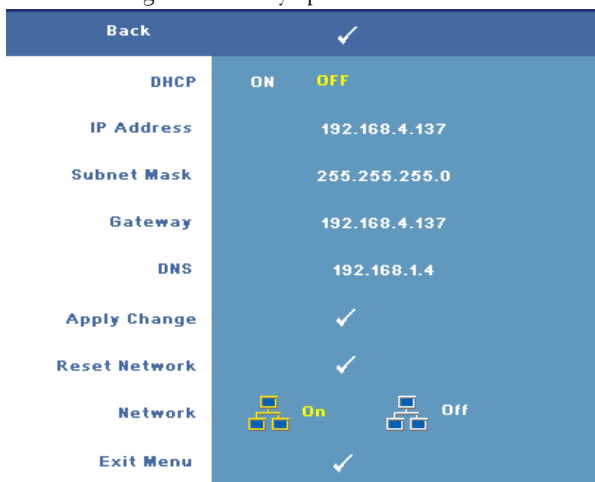 Back
DHCP ON OFF
IP Address 192.168.4.137
Subnet Mask 255.255.255.0
Gateway 192.168.4.137
DNS 192.168.1.4
Apply Change
Reset Network
Network On Off
Exit Menu